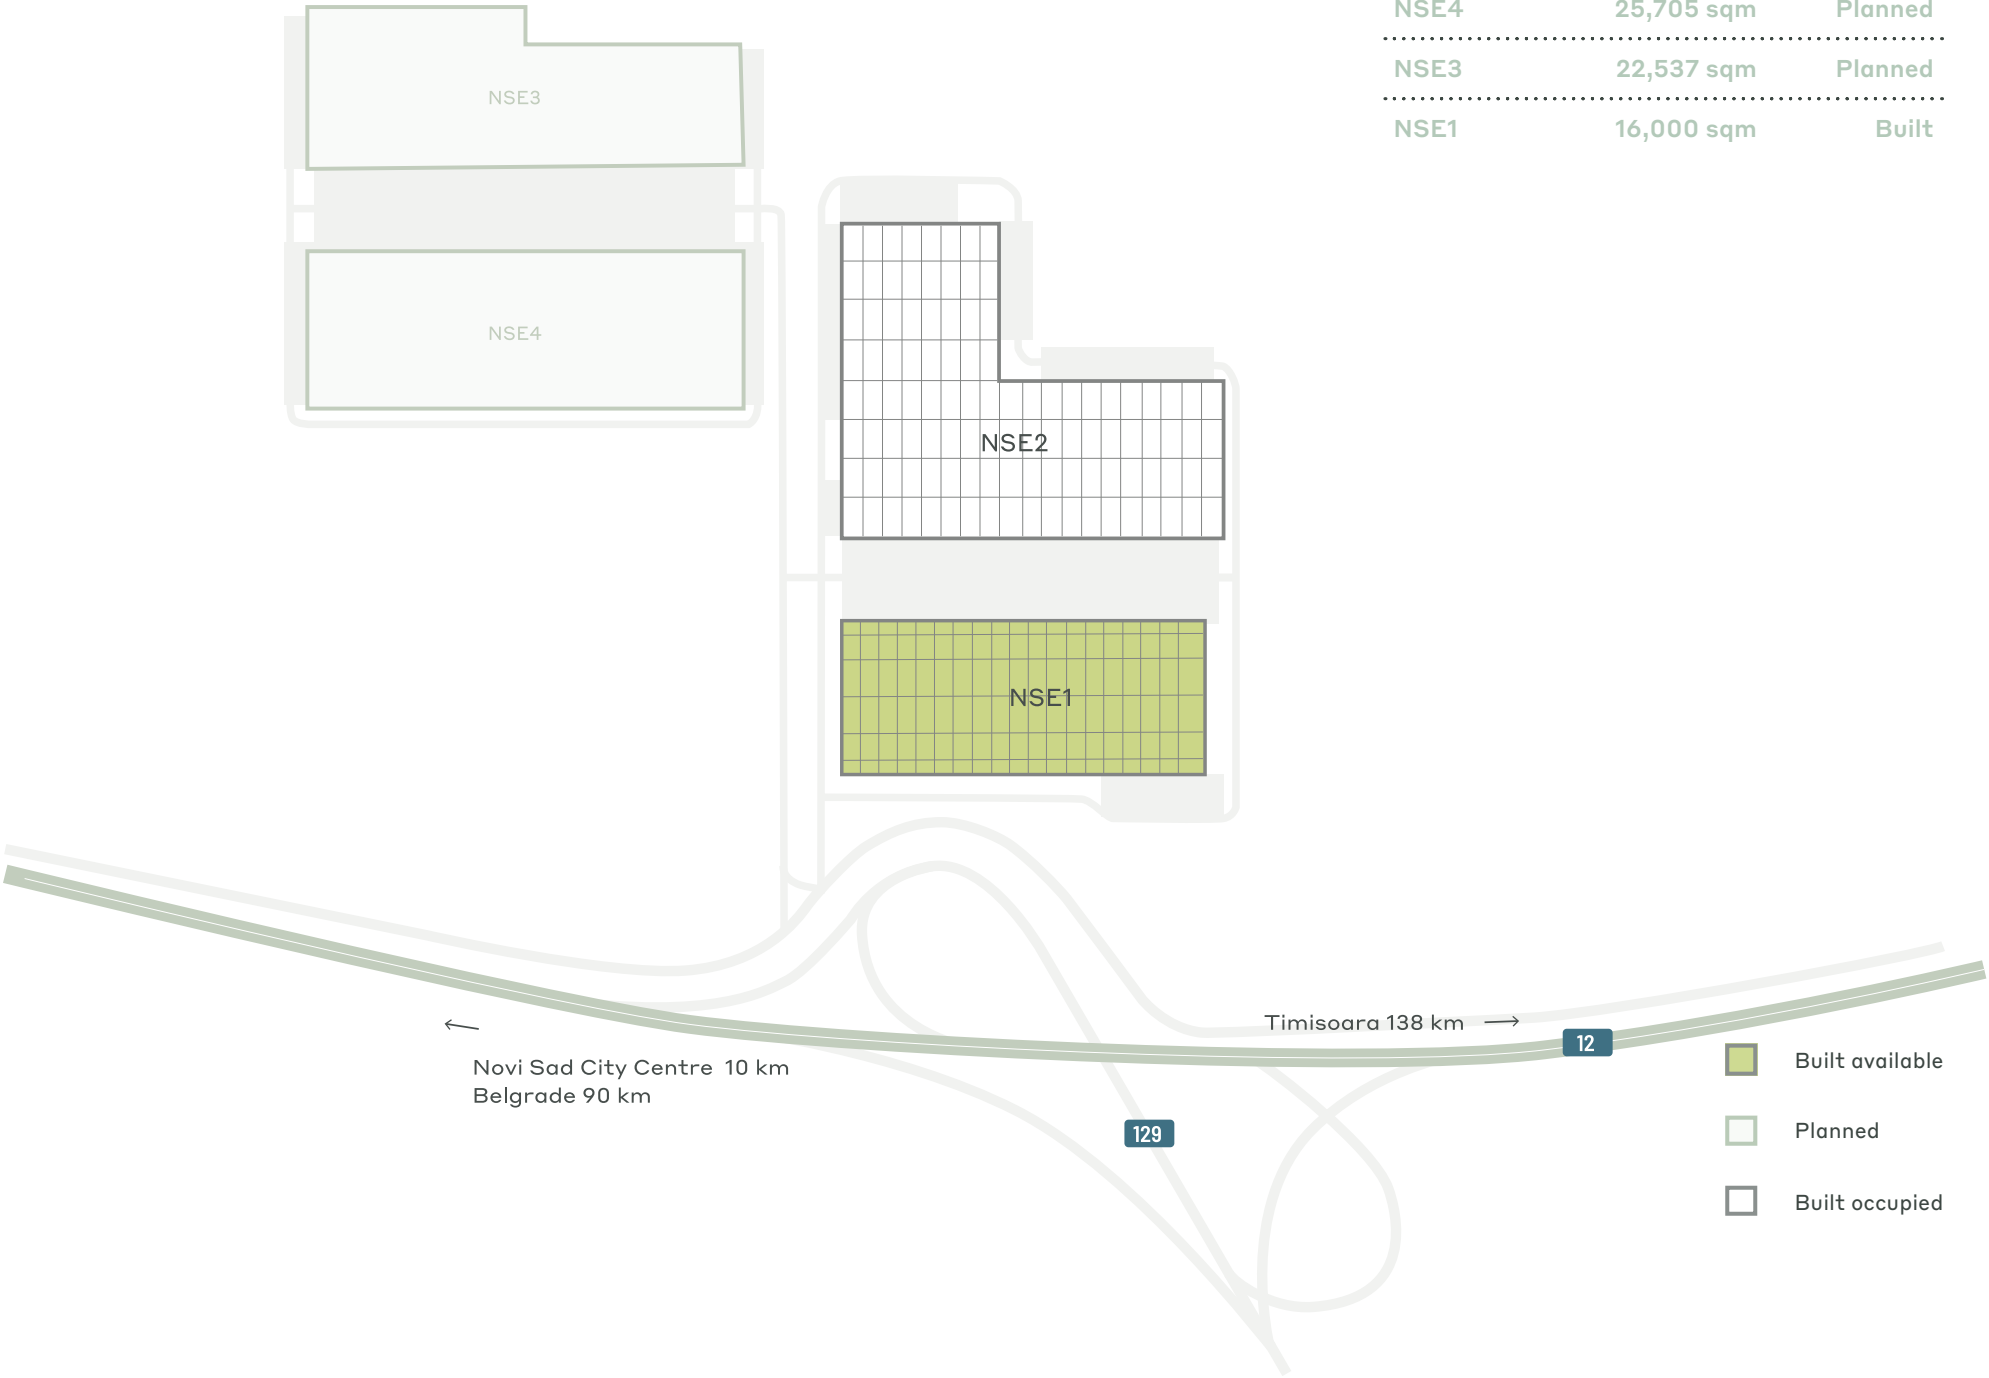 NSE4 25,705 sqm Planned
NSE3 22,537 sqm Planned
NSE1 16,000 sqm Built
NSE3
NSE4
NSE2
NSE1
Timisoara 138 km →
12
←
Novi Sad City Centre 10 km
Belgrade 90 km
129
Built available
Planned
Built occupied